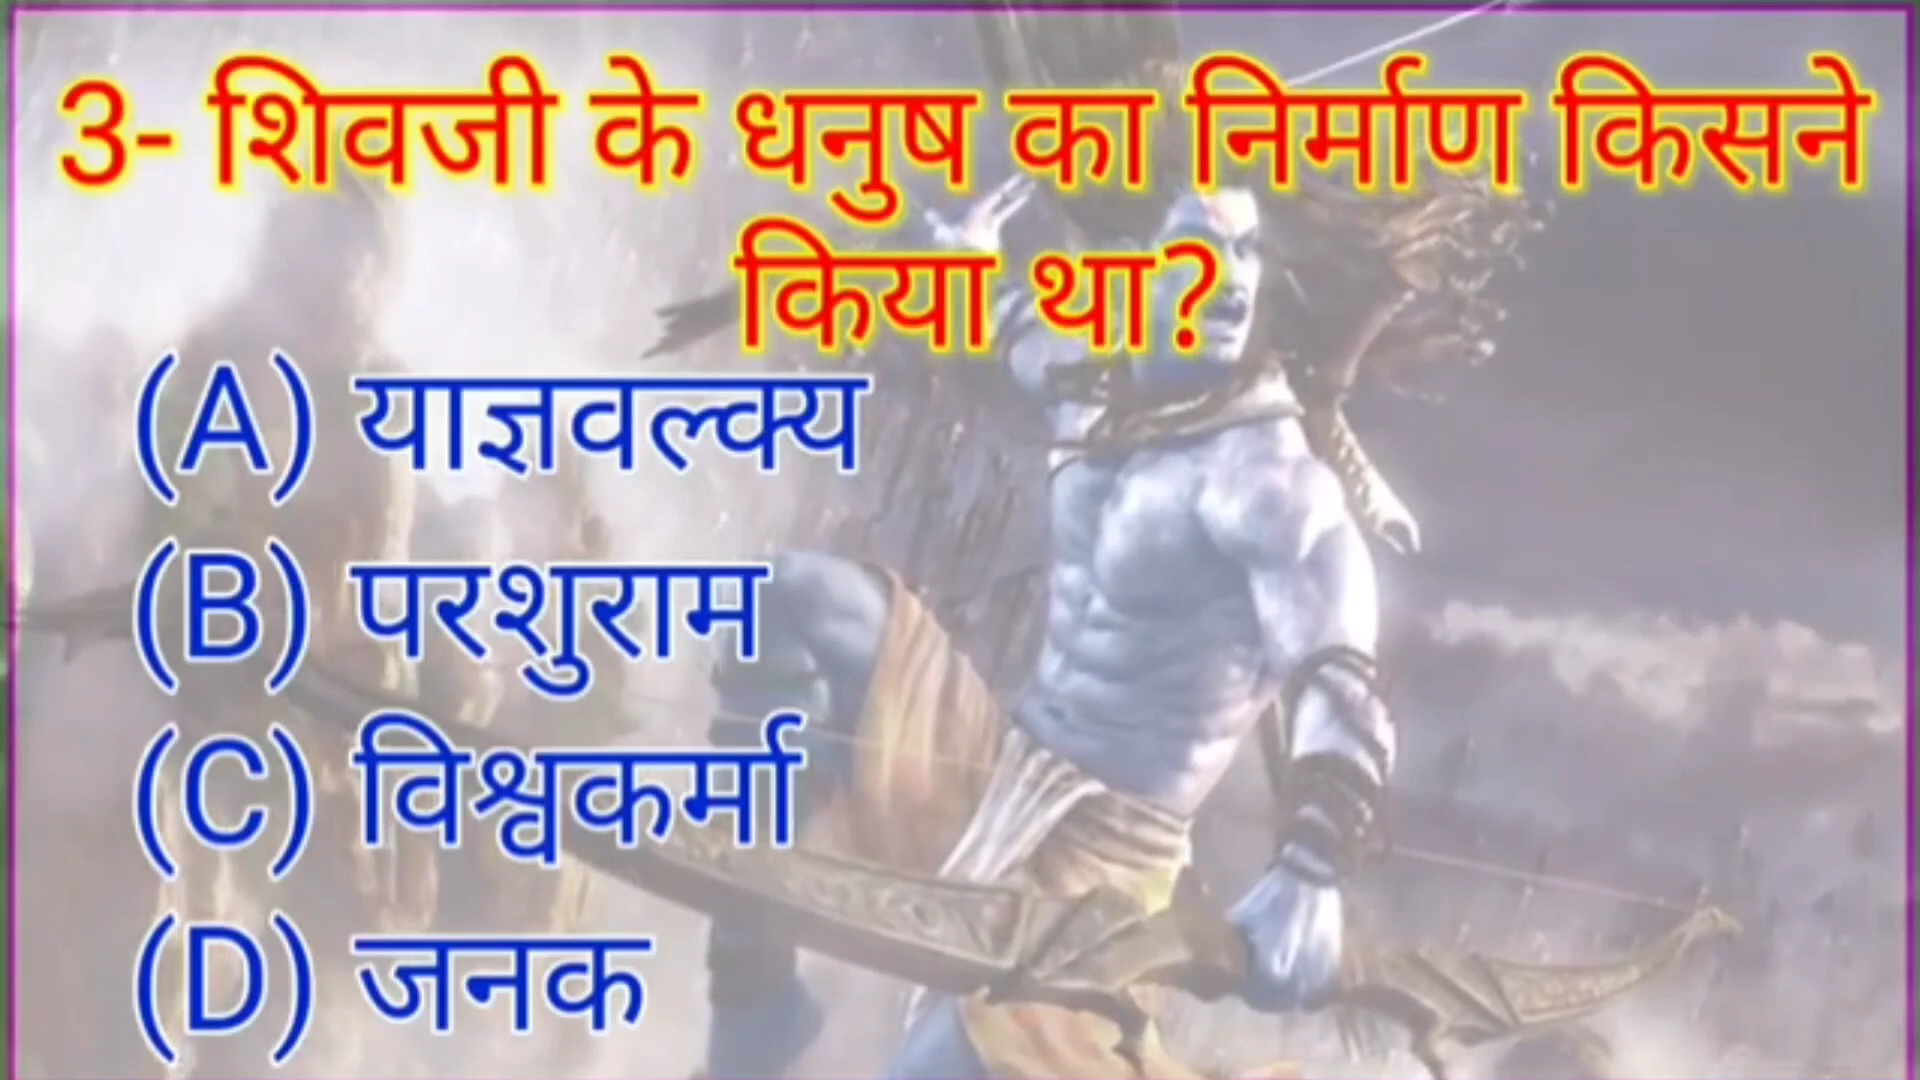 3- शिवजी के धनुष का निर्माण किसने
किया था?
(A) याज्ञवल्क्य
(B) परशुराम
(C) विश्वकर्मा
(D) जनक